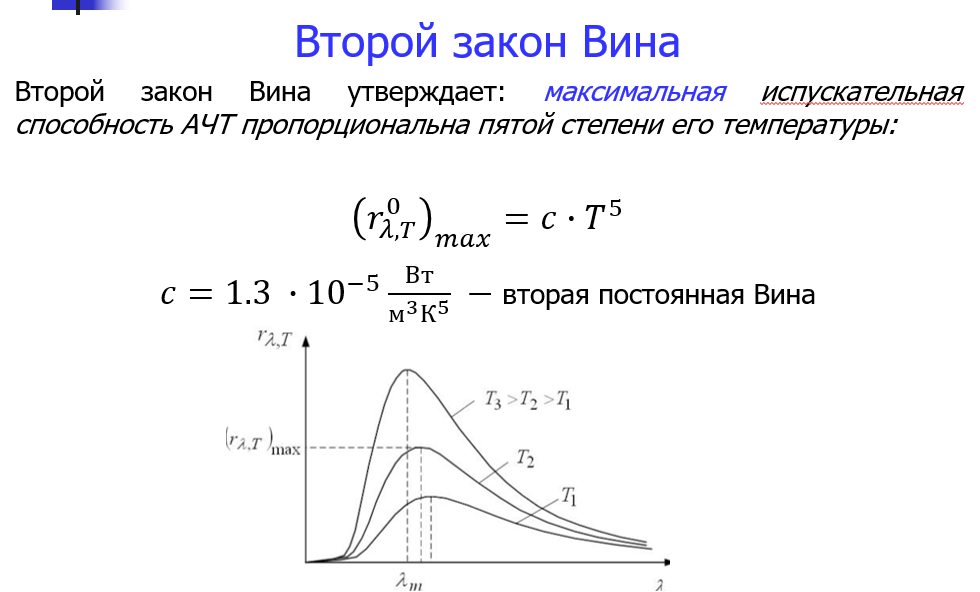 Второй закон Вина
Второй закон Вина утверждает: максимальная испускательная
способность АЧТ пропорциональна пятой степени его температуры:
(r⁰λ,T)max = c · T⁵
c = 1.3 · 10⁻⁵ Вт/м³К⁵ — вторая постоянная Вина
rλ,T
T₃ >T₂ >T₁
(rλ,T)max
T₂
T₁
λm
λ